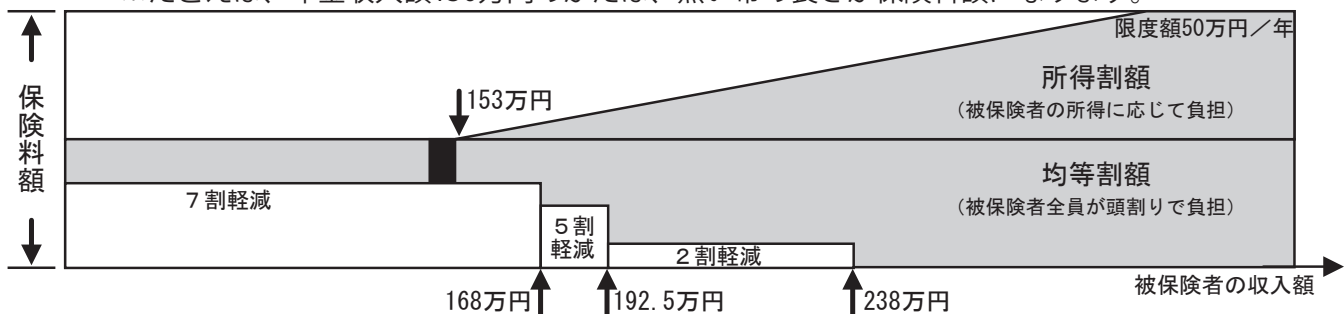 限度額50万円／年
保険料額
所得割額
153万円
(被保険者の所得に応じて負担)
均等割額
7割軽減
(被保険者全員が頭割りで負担)
5割
軽減
2割軽減
168万円
192.5万円
238万円
被保険者の収入額